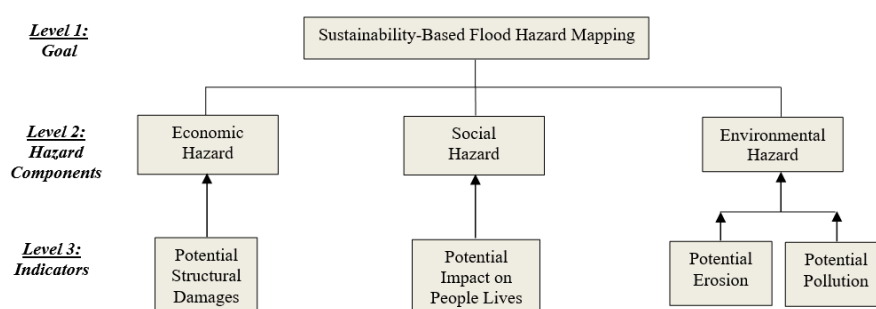 Level 1:
Goal
Sustainability-Based Flood Hazard Mapping
Level 2:
Hazard
Components
Economic
Hazard
Social
Hazard
Environmental
Hazard
Level 3:
Indicators
Potential
Structural
Damages
Potential
Impact on
People Lives
Potential
Erosion
Potential
Pollution